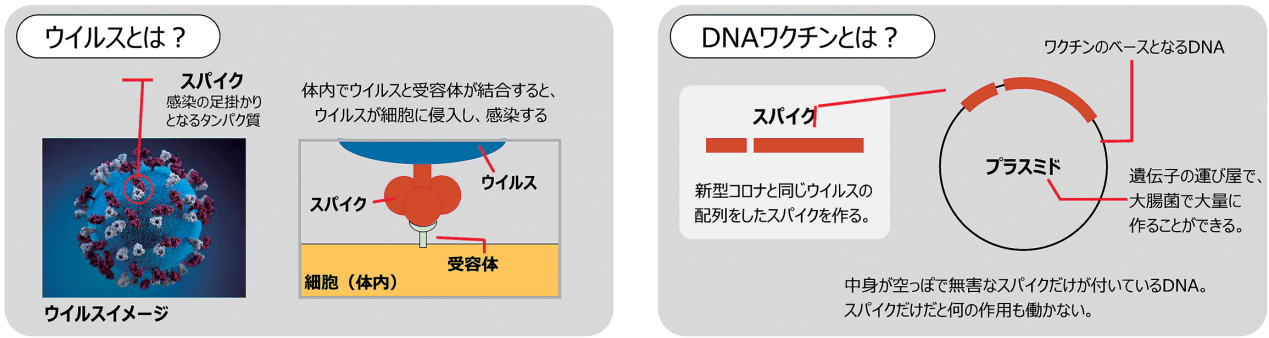 ウイルスとは？
スパイク
感染の足掛かり
となるタンパク質
ウイルスイメージ
体内でウイルスと受容体が結合すると、
ウイルスが細胞に侵入し、感染する
ウイルス
スパイク
受容体
細胞（体内）
DNAワクチンとは？
ワクチンのベースとなるDNA
スパイク
新型コロナと同じウイルスの
配列をしたスパイクを作る。
プラスミド
遺伝子の運び屋で、
大腸菌で大量に
作ることができる。
中身が空っぽで無害なスパイクだけが付いているDNA。
スパイクだけだと何の作用も働かない。